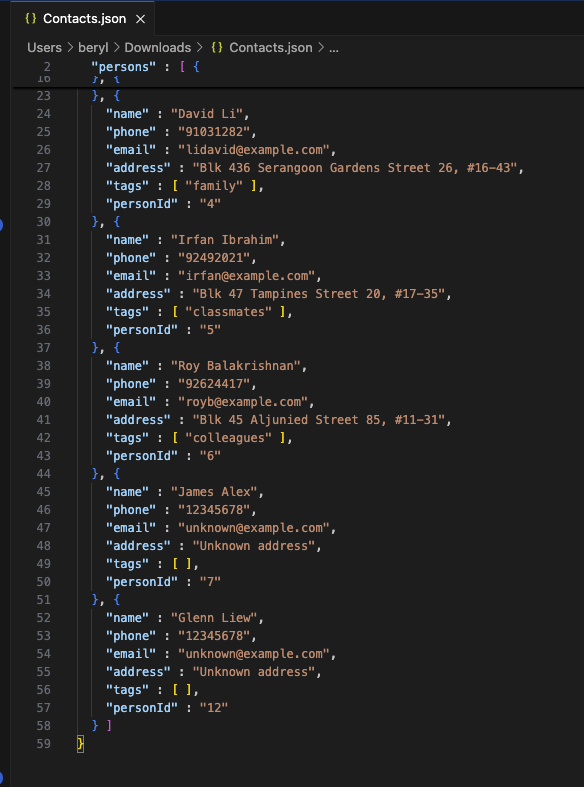 {} Contacts.json ×
Users > beryl > Downloads > {} Contacts.json > ...
2 "persons" : [ {
16 }, {
23 }, {
24 "name" : "David Li",
25 "phone" : "91031282",
26 "email" : "lidavid@example.com",
27 "address" : "Blk 436 Serangoon Gardens Street 26, #16-43",
28 "tags" : [ "family" ],
29 "personId" : "4"
30 }, {
31 "name" : "Irfan Ibrahim",
32 "phone" : "92492021",
33 "email" : "irfan@example.com",
34 "address" : "Blk 47 Tampines Street 20, #17-35",
35 "tags" : [ "classmates" ],
36 "personId" : "5"
37 }, {
38 "name" : "Roy Balakrishnan",
39 "phone" : "92624417",
40 "email" : "royb@example.com",
41 "address" : "Blk 45 Aljunied Street 85, #11-31",
42 "tags" : [ "colleagues" ],
43 "personId" : "6"
44 }, {
45 "name" : "James Alex",
46 "phone" : "12345678",
47 "email" : "unknown@example.com",
48 "address" : "Unknown address",
49 "tags" : [ ],
50 "personId" : "7"
51 }, {
52 "name" : "Glenn Liew",
53 "phone" : "12345678",
54 "email" : "unknown@example.com",
55 "address" : "Unknown address",
56 "tags" : [ ],
57 "personId" : "12"
58 } ]
59 }